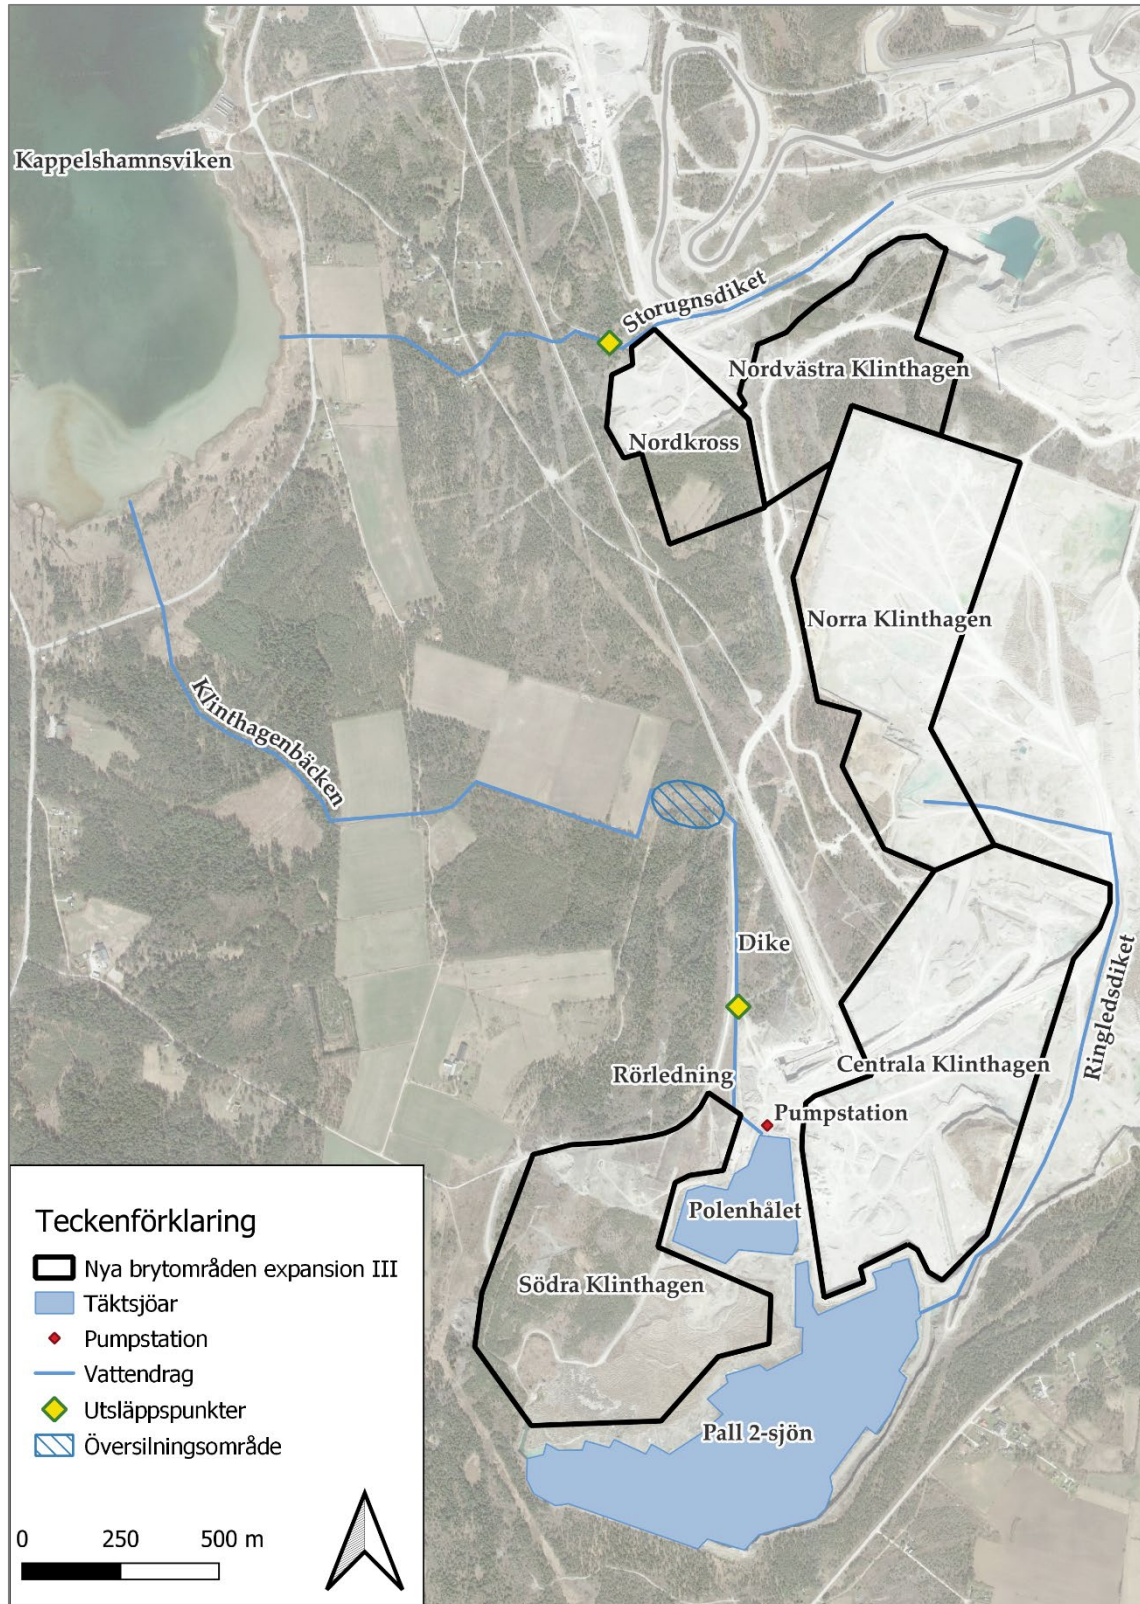 Kappelshamnsviken
Storugnsdiket
Nordvästra Klinthagen
Nordkross
Norra Klinthagen
Klinthagenbäcken
Dike
Ringledsdiket
Centrala Klinthagen
Rörledning
Pumpstation
Polenhålet
Södra Klinthagen
Pall 2-sjön
Teckenförklaring
Nya brytområden expansion III
Täktsjöar
Pumpstation
Vattendrag
Utsläppspunkter
Översilningsområde
0 250 500 m